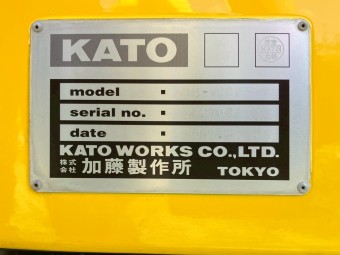 KATO
model
serial no.
date
KATO WORKS CO.,LTD.
株式会社 加藤製作所 TOKYO